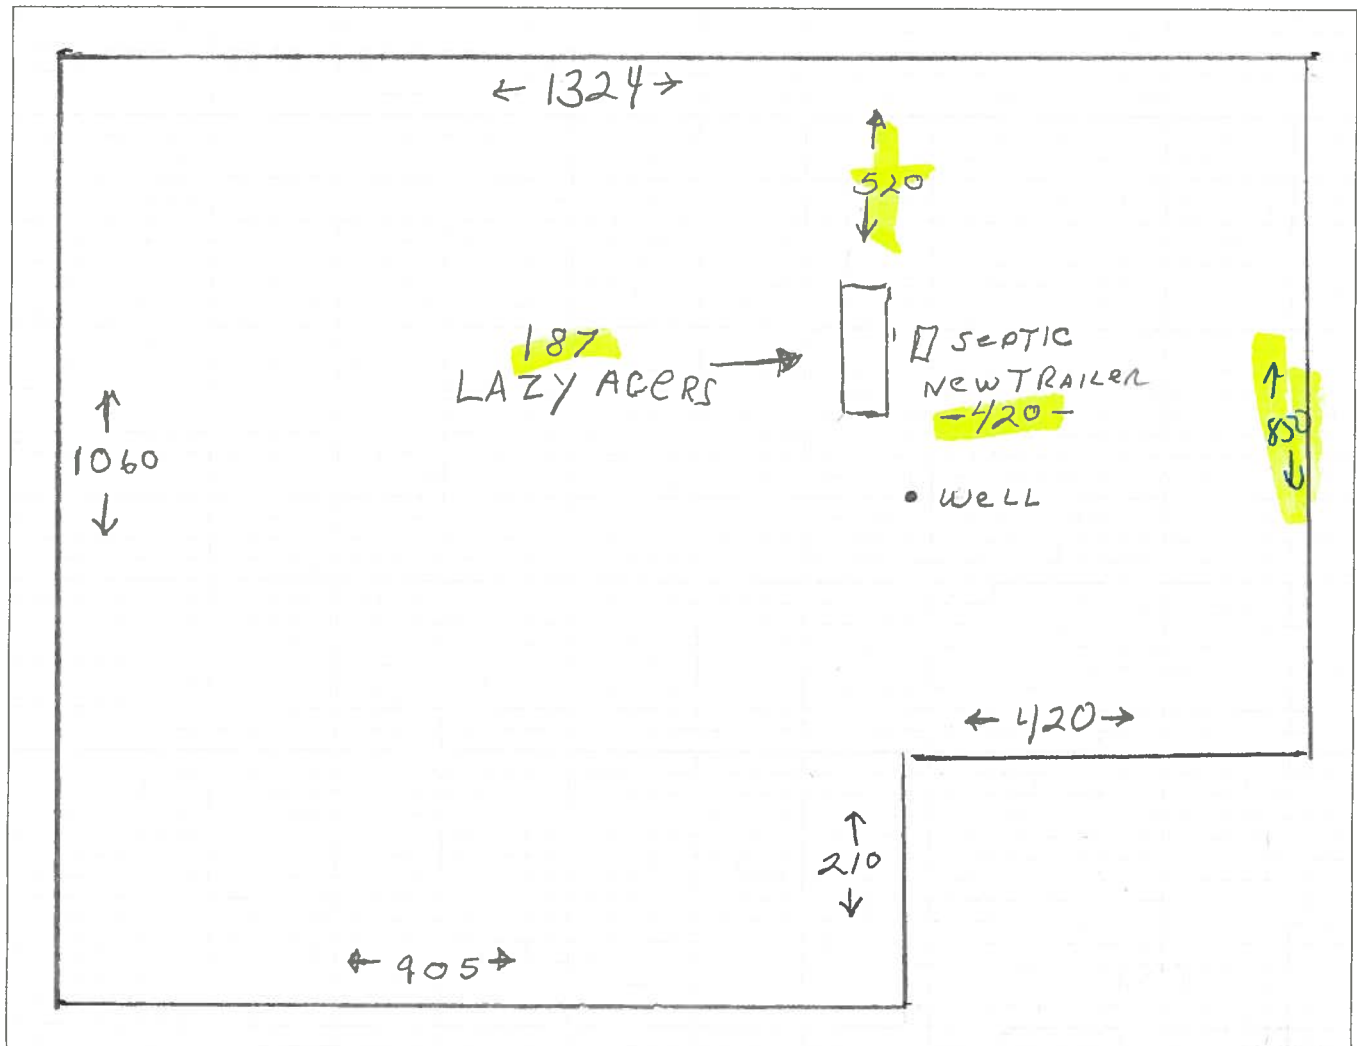 ← 1324 →
↑
520
↓
187
LAZY ACERS →
SEPTIC
NEW TRAILER
-420-
↑
850
↓
↑
1060
↓
• WELL
← 420 →
↑
210
↓
← 905 →